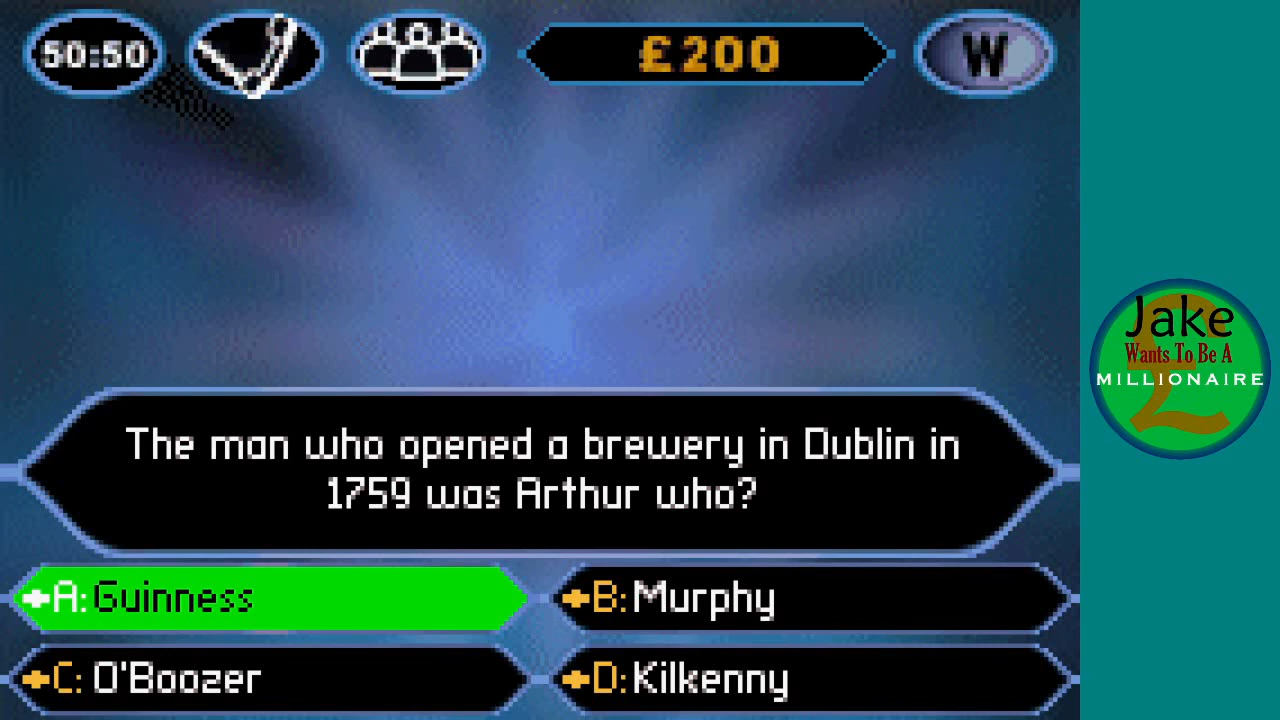 50:50
£200
W
The man who opened a brewery in Dublin in
1759 was Arthur who?
A: Guinness
B: Murphy
C: O'Boozer
D: Kilkenny
Jake
Wants To Be A
MILLIONAIRE
£